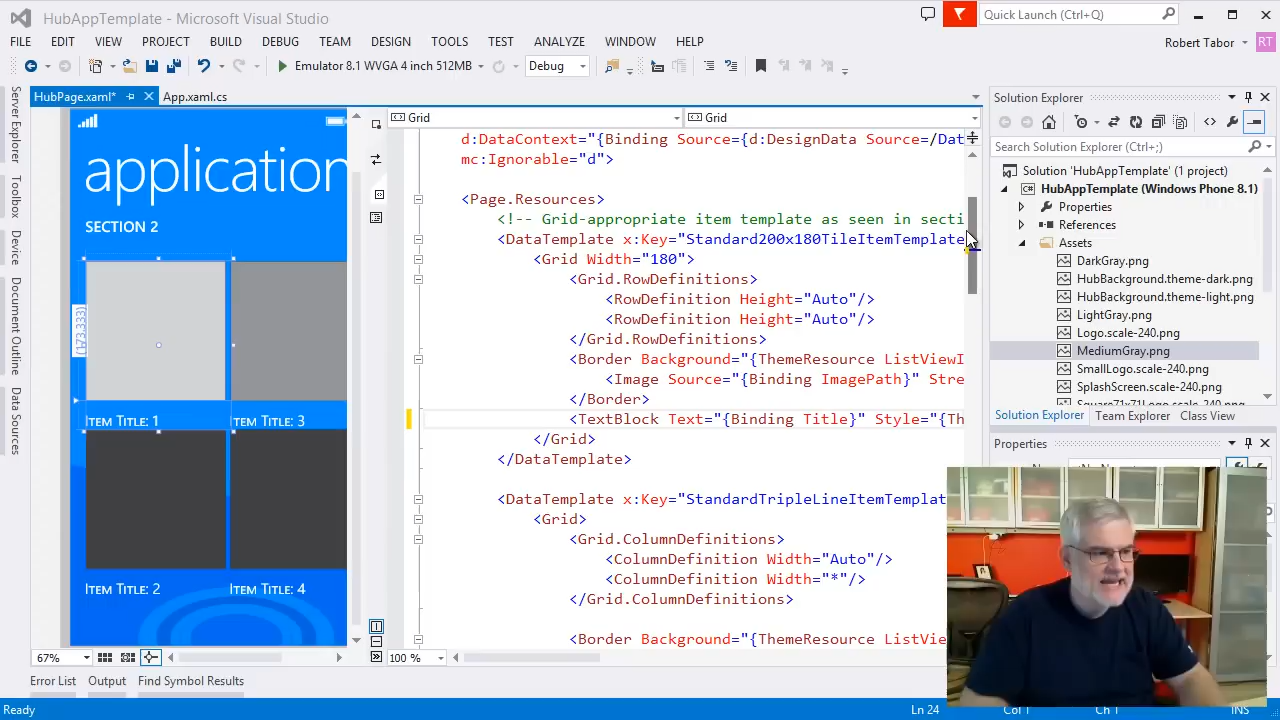 HubAppTemplate - Microsoft Visual Studio
Quick Launch (Ctrl+Q)
FILE EDIT VIEW PROJECT BUILD DEBUG TEAM DESIGN TOOLS TEST ANALYZE WINDOW HELP
Robert Tabor RT
Emulator 8.1 WVGA 4 inch 512MB Debug
Server Explorer
Toolbox
Device
Document Outline
Data Sources
HubPage.xaml* App.xaml.cs
application
SECTION 2
(173.333)
Item Title: 1 Item Title: 3
Item Title: 2 Item Title: 4
67%
Grid Grid
d:DataContext="{Binding Source={d:DesignData Source=/Dat
mc:Ignorable="d">
<Page.Resources>
<!-- Grid-appropriate item template as seen in secti
<DataTemplate x:Key="Standard200x180TileItemTemplate
<Grid Width="180">
<Grid.RowDefinitions>
<RowDefinition Height="Auto"/>
<RowDefinition Height="Auto"/>
</Grid.RowDefinitions>
<Border Background="{ThemeResource ListViewI
<Image Source="{Binding ImagePath}" Stre
</Border>
<TextBlock Text="{Binding Title}" Style="{Th
</Grid>
</DataTemplate>
<DataTemplate x:Key="StandardTripleLineItemTemplat
<Grid>
<Grid.ColumnDefinitions>
<ColumnDefinition Width="Auto"/>
<ColumnDefinition Width="*"/>
</Grid.ColumnDefinitions>
<Border Background="{ThemeResource ListVie
100 %
Solution Explorer
Search Solution Explorer (Ctrl+;)
Solution 'HubAppTemplate' (1 project)
HubAppTemplate (Windows Phone 8.1)
Properties
References
Assets
DarkGray.png
HubBackground.theme-dark.png
HubBackground.theme-light.png
LightGray.png
Logo.scale-240.png
MediumGray.png
SmallLogo.scale-240.png
SplashScreen.scale-240.png
Solution Explorer Team Explorer Class View
Properties
Error List Output Find Symbol Results
Ready Ln 24 Col 1 Ch 1 INS